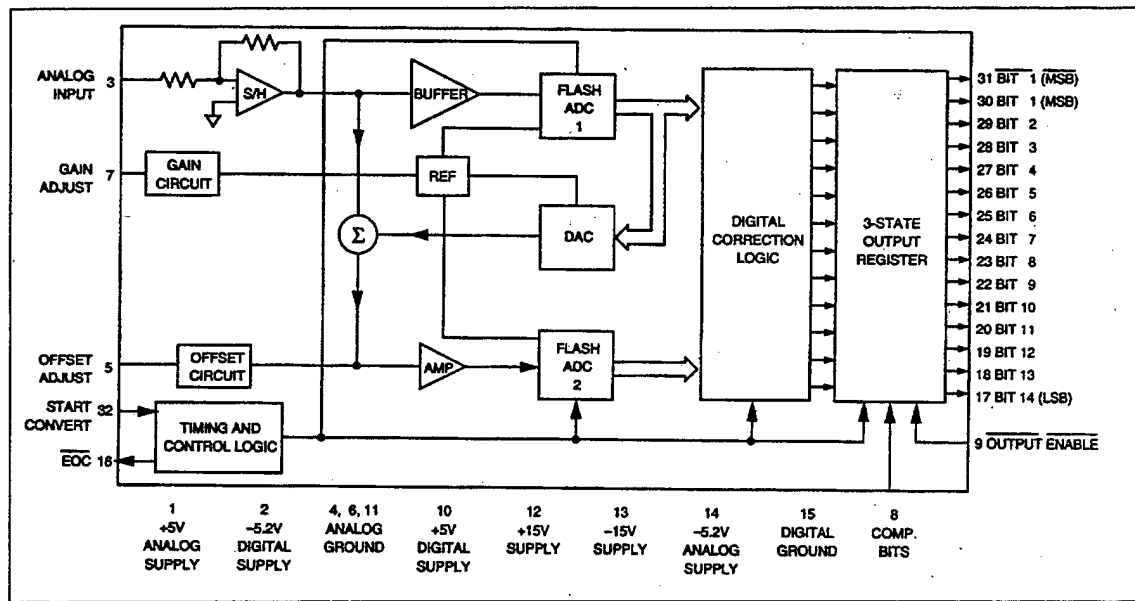 ANALOG INPUT 3
S/H
BUFFER
FLASH ADC 1
GAIN ADJUST 7
GAIN CIRCUIT
REF
Σ
DAC
DIGITAL CORRECTION LOGIC
3-STATE OUTPUT REGISTER
OFFSET ADJUST 5
OFFSET CIRCUIT
AMP
FLASH ADC 2
START CONVERT 32
TIMING AND CONTROL LOGIC
EOC 16
31 BIT 1 (MSB)
30 BIT 1 (MSB)
29 BIT 2
28 BIT 3
27 BIT 4
26 BIT 5
25 BIT 6
24 BIT 7
23 BIT 8
22 BIT 9
21 BIT 10
20 BIT 11
19 BIT 12
18 BIT 13
17 BIT 14 (LSB)
9 OUTPUT ENABLE
1 +5V ANALOG SUPPLY
2 –5.2V DIGITAL SUPPLY
4, 6, 11 ANALOG GROUND
10 +5V DIGITAL SUPPLY
12 +15V SUPPLY
13 –15V SUPPLY
14 –5.2V ANALOG SUPPLY
15 DIGITAL GROUND
8 COMP. BITS